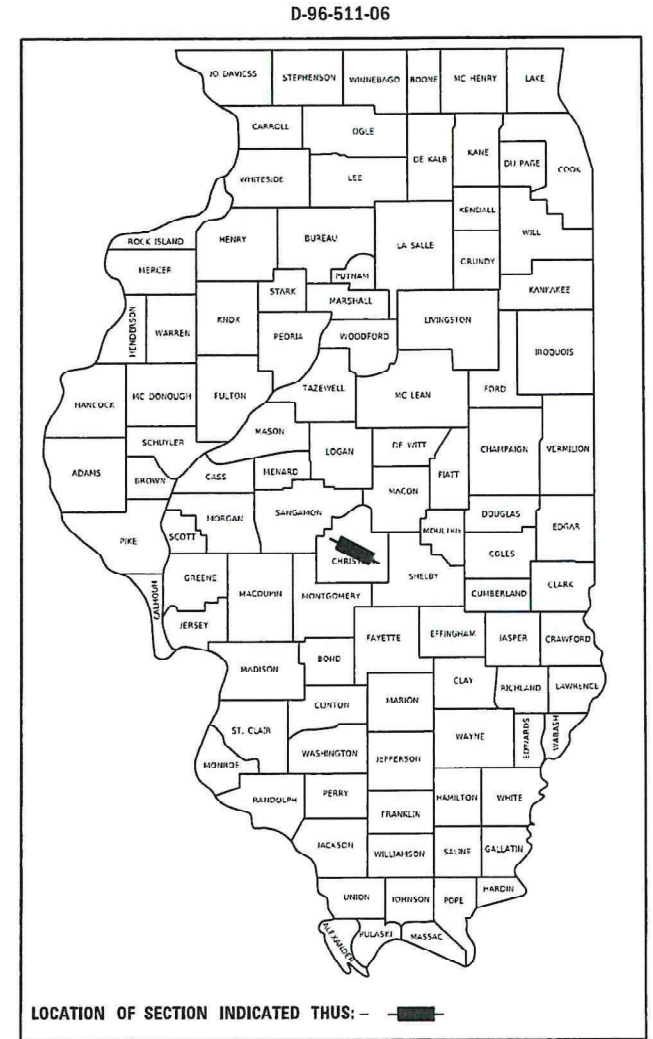 D-96-511-06
JO DAVIESS STEPHENSON WINNEBAGO BOONE MC HENRY LAKE
CARROLL OGLE
DE KALB KANE DU PAGE COOK
WHITESIDE LEE
KENDALL
ROCK ISLAND HENRY BUREAU LA SALLE WILL
MERCER PUTNAM GRUNDY
STARK MARSHALL KANKAKEE
HENDERSON WARREN KNOX PEORIA WOODFORD LIVINGSTON
IROQUOIS
HANCOCK MC DONOUGH FULTON TAZEWELL MC LEAN FORD
MASON
SCHUYLER LOGAN DE WITT CHAMPAIGN VERMILION
ADAMS BROWN CASS MENARD PIATT
MACON
PIKE SCOTT MORGAN SANGAMON MOULTRIE DOUGLAS EDGAR
COLES
CHRIST
GREENE SHELBY
CALHOUN MACOUPIN MONTGOMERY CUMBERLAND CLARK
JERSEY
FAYETTE EFFINGHAM JASPER CRAWFORD
BOND
MADISON
CLAY RICHLAND LAWRENCE
CLINTON MARION
ST. CLAIR WAYNE EDWARDS WABASH
WASHINGTON JEFFERSON
MONROE
RANDOLPH PERRY HAMILTON WHITE
FRANKLIN
JACKSON WILLIAMSON SALINE GALLATIN
UNION JOHNSON POPE HARDIN
ALEXANDER PULASKI MASSAC
LOCATION OF SECTION INDICATED THUS: –